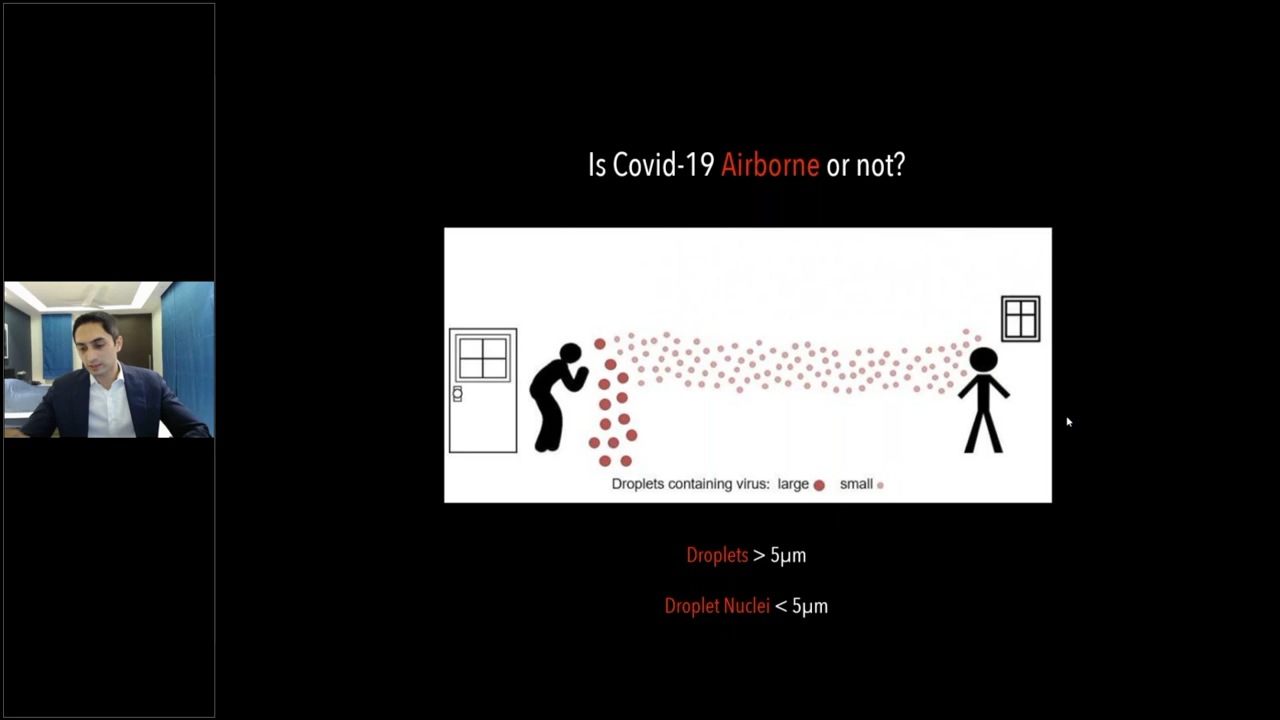 Is Covid-19 Airborne or not?
Droplets containing virus: large small
Droplets > 5µm
Droplet Nuclei < 5µm